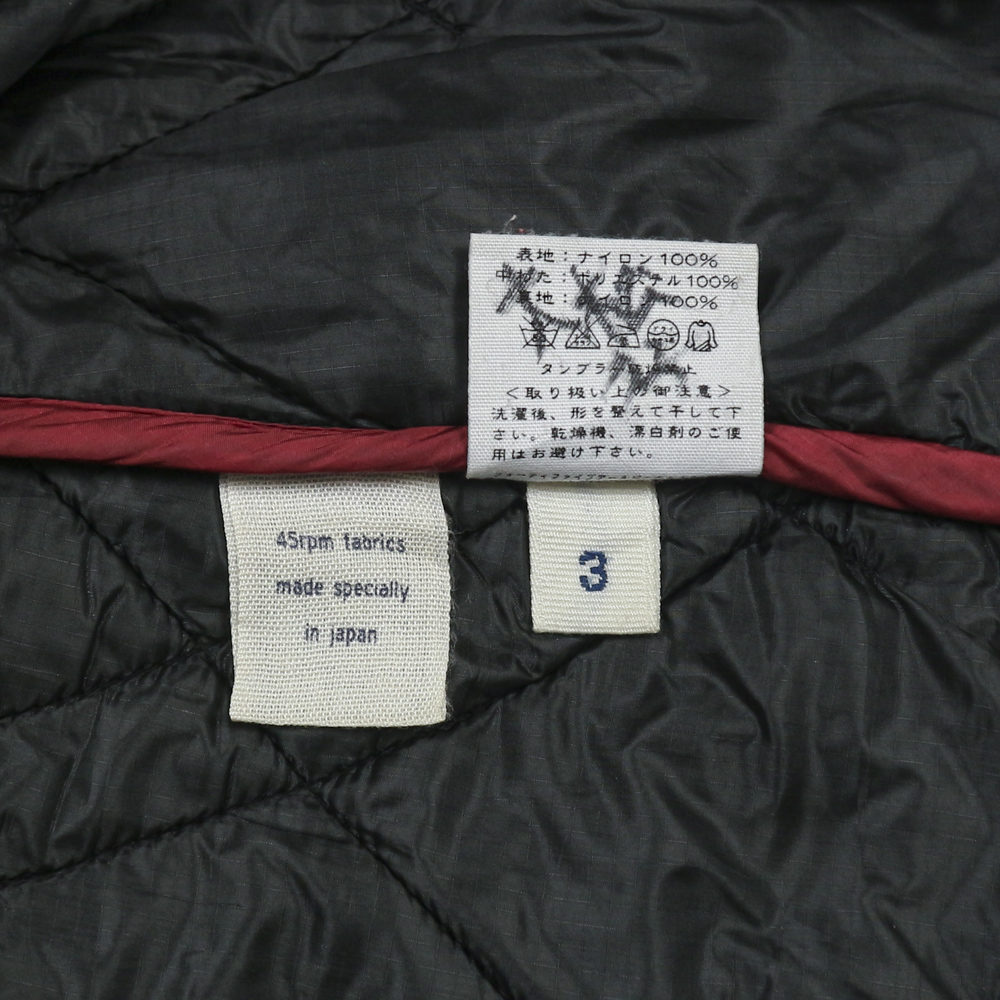 表地：ナイロン100%
中わた：ポリエステル100%
裏地：ナイロン100%
タンブラー乾燥禁止
＜取り扱い上の御注意＞
洗濯後、形を整えて干して下
さい。乾燥機、漂白剤のご使
用はお避け下さい。
45rpm fabrics
made specially
in japan
3